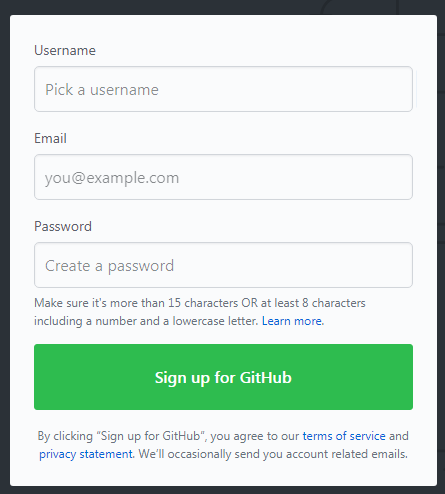 Username
Pick a username
Email
you@example.com
Password
Create a password
Make sure it's more than 15 characters OR at least 8 characters
including a number and a lowercase letter. Learn more.
Sign up for GitHub
By clicking “Sign up for GitHub”, you agree to our terms of service and
privacy statement. We’ll occasionally send you account related emails.